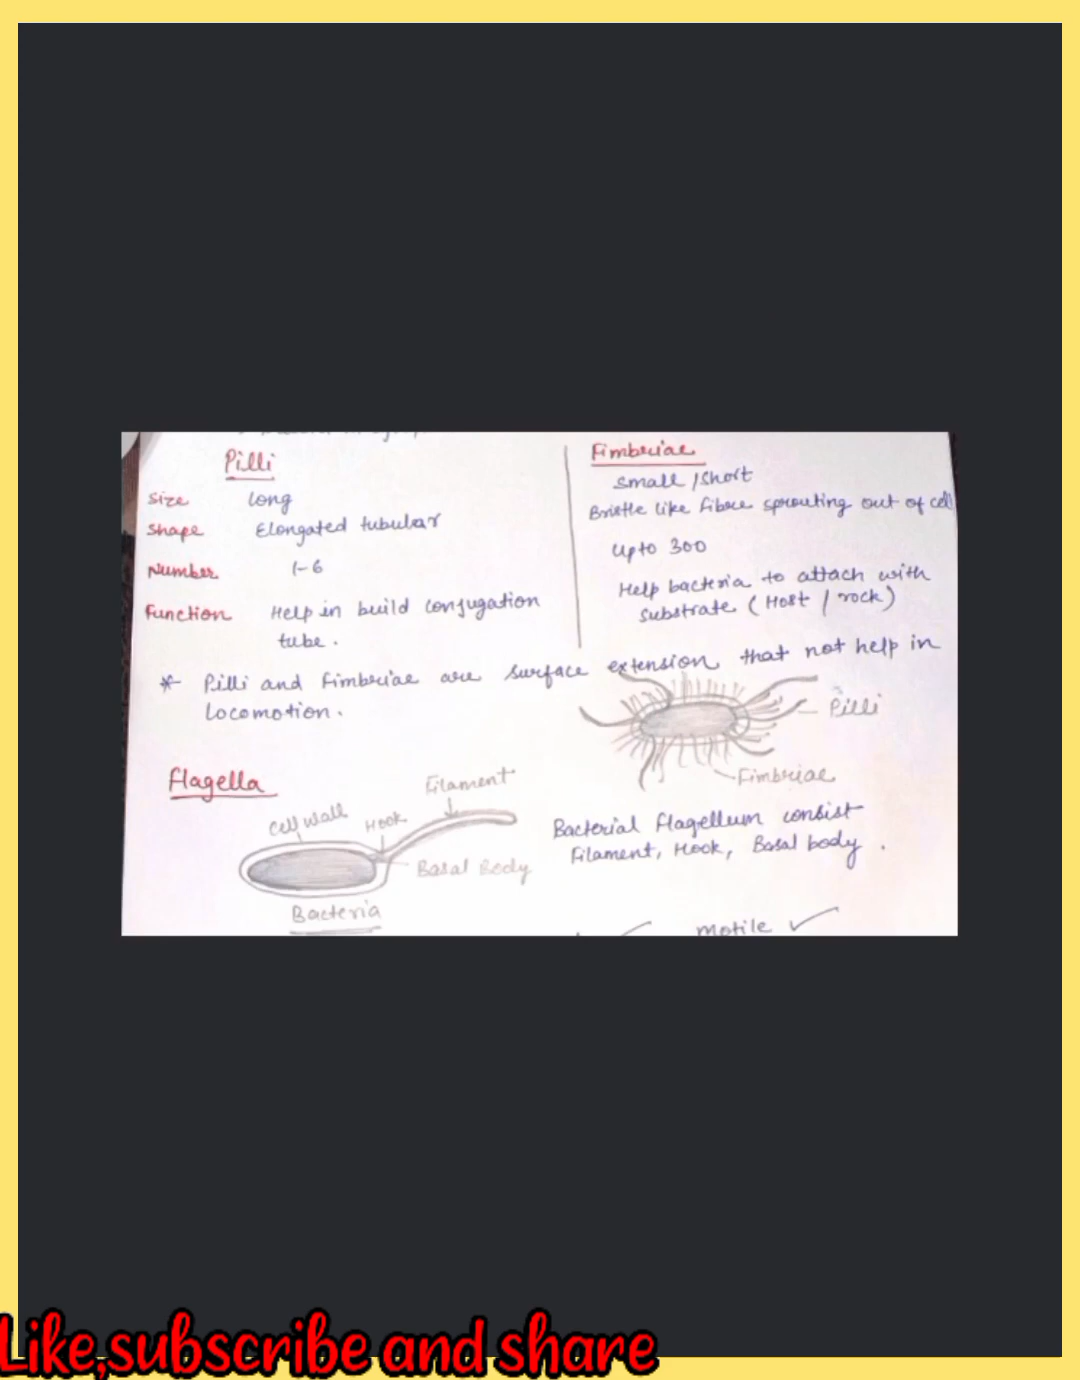 Pilli
Fimbriae
Size long
Small / Short
Shape Elongated tubular
Bristle like fibre sprouting out of cell
Number 1-6
Upto 300
Function Help in build conjugation
tube.
Help bacteria to attach with
substrate (Host / rock)
* Pilli and Fimbriae are surface extension that not help in
locomotion.
Pilli
Fimbriae
Flagella
Filament
Cell wall
Hook
Basal Body
Bacteria
Bacterial flagellum consist
Filament, Hook, Basal body.
motile
Like,subscribe and share